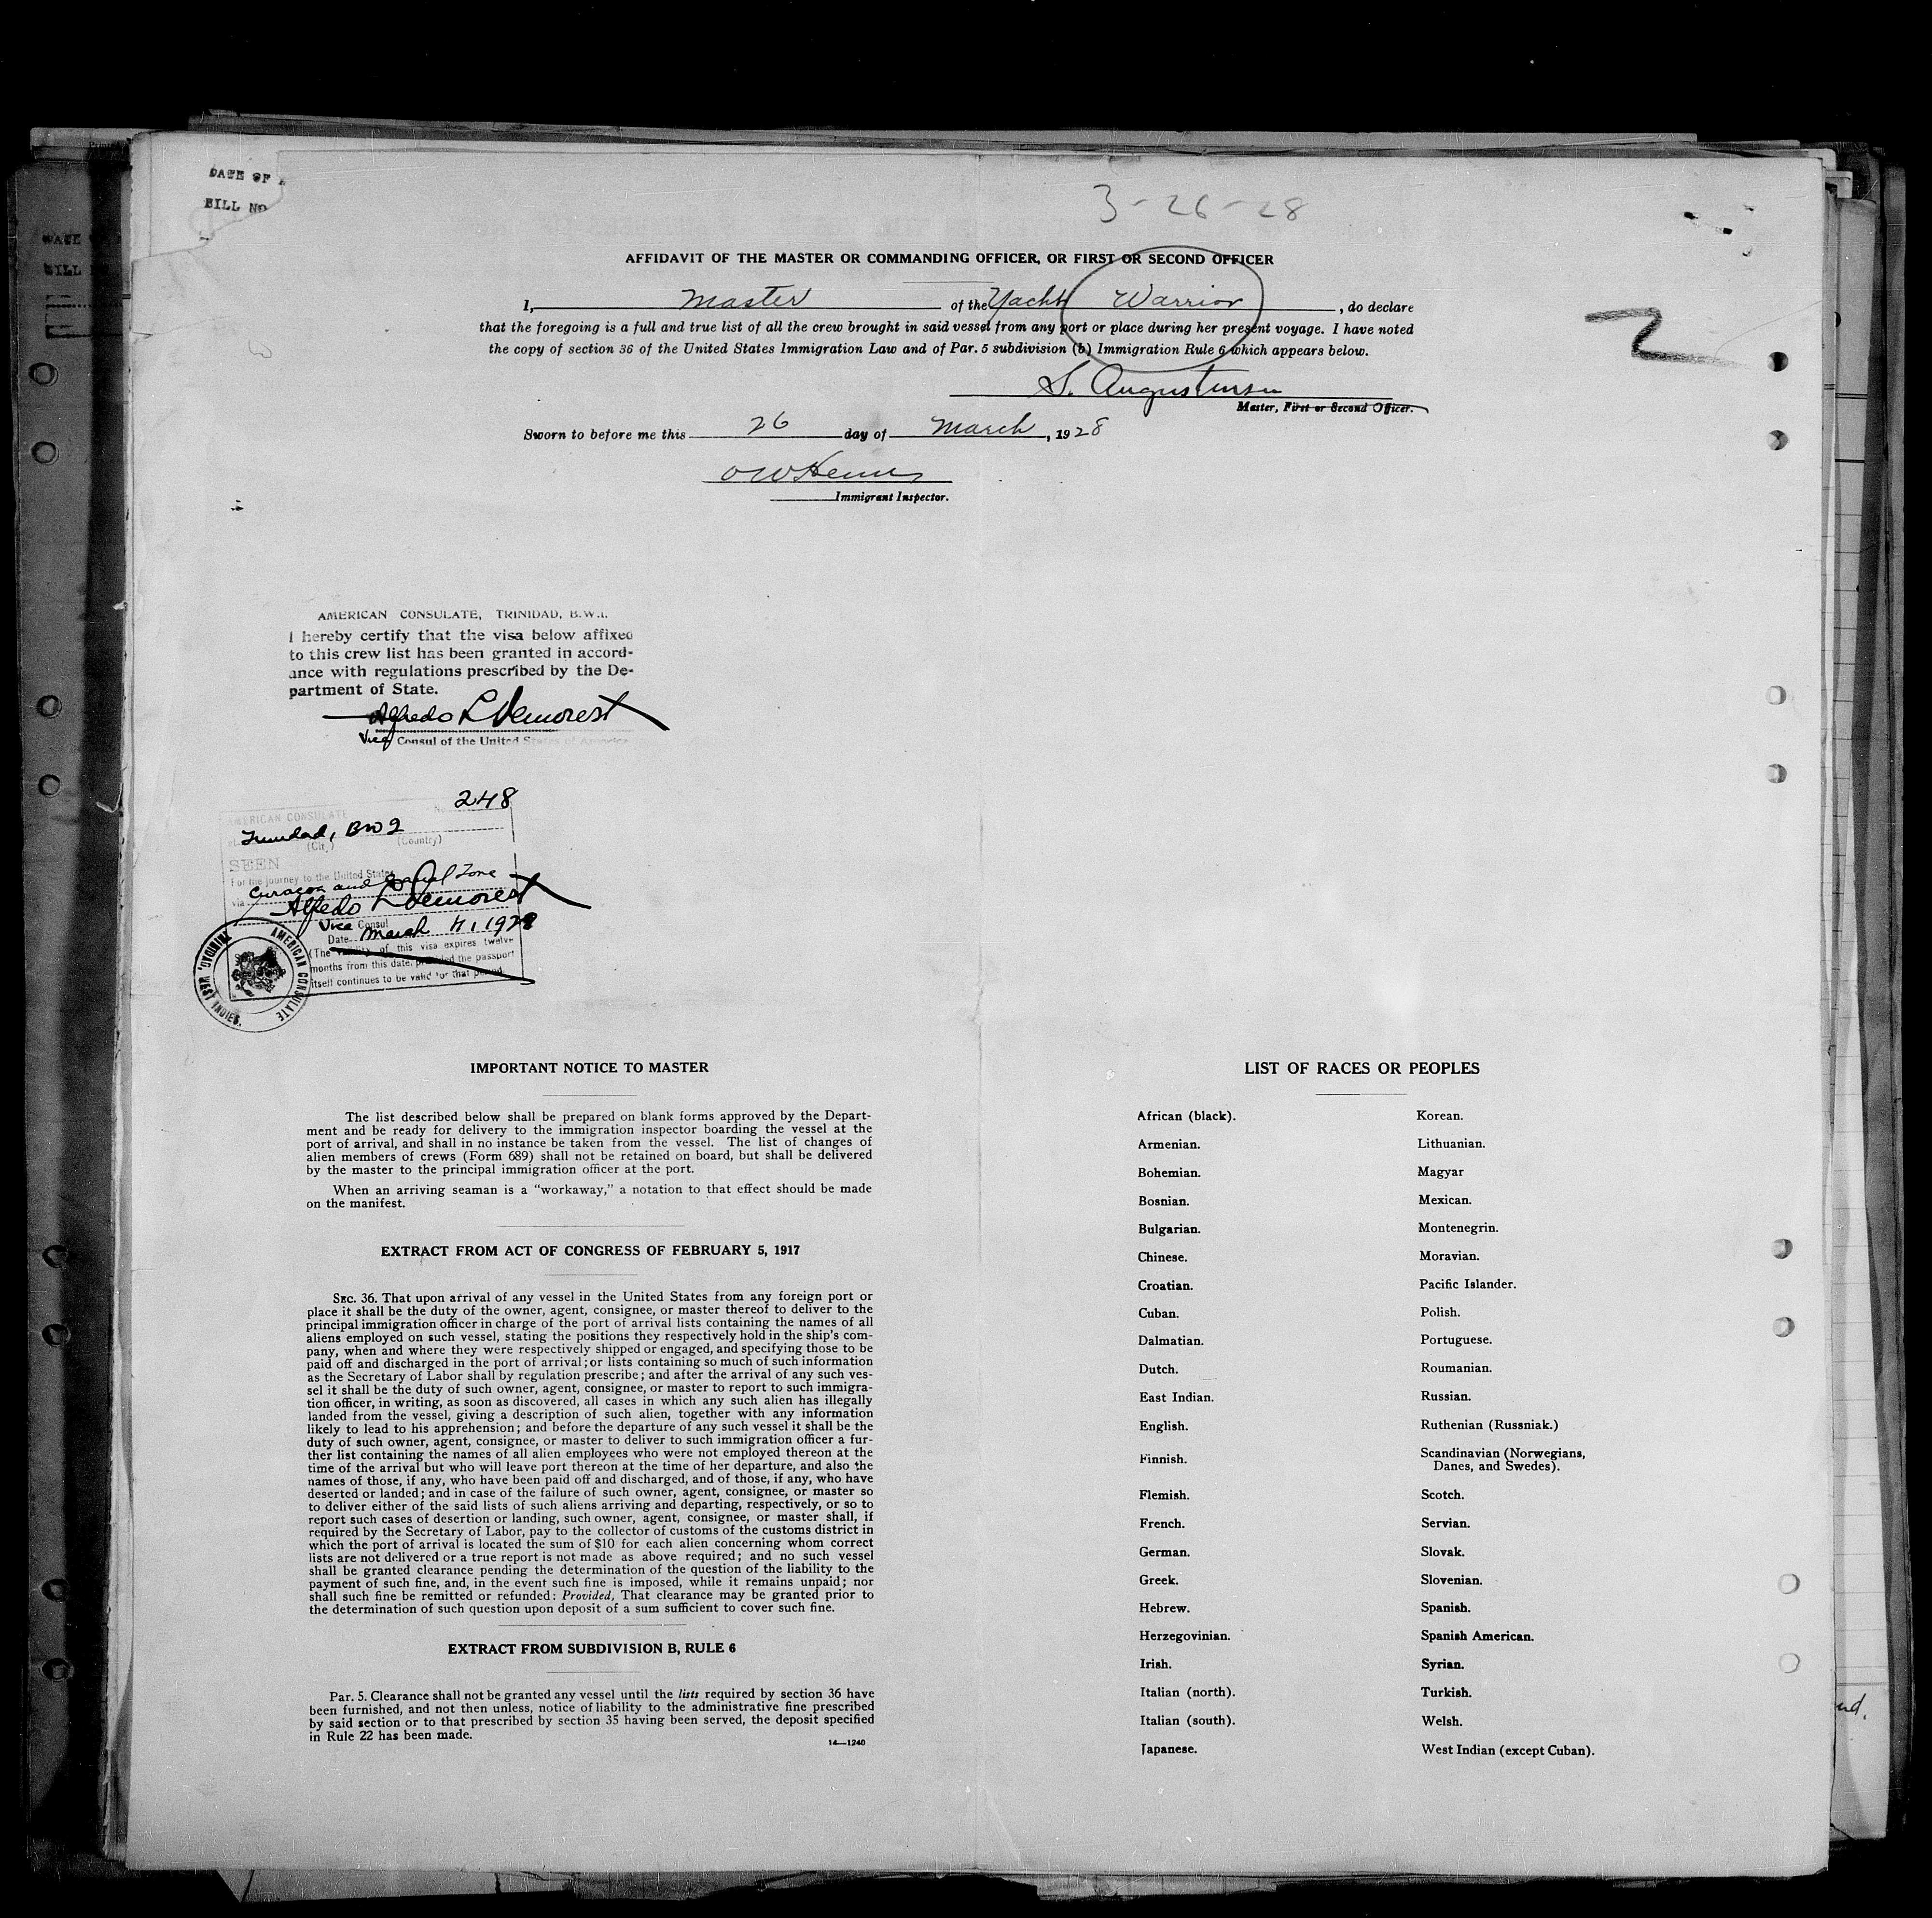 DATE OF
BILL NO
3-26-28
AFFIDAVIT OF THE MASTER OR COMMANDING OFFICER, OR FIRST OR SECOND OFFICER
I, Master of the Yacht Warrior, do declare
that the foregoing is a full and true list of all the crew brought in said vessel from any port or place during her present voyage. I have noted
the copy of section 36 of the United States Immigration Law and of Par. 5 subdivision (b) Immigration Rule 6 which appears below.
2
S. Augustinsen
Master, First or Second Officer.
Sworn to before me this 26 day of March, 1928
Immigrant Inspector.
AMERICAN CONSULATE, TRINIDAD, B.W.I.
I hereby certify that the visa below affixed
to this crew list has been granted in accord-
ance with regulations prescribed by the De-
partment of State.
Alfredo L Demorest
Vice Consul of the United States of America
No. 248
AMERICAN CONSULATE
at Trinidad, BWI
(City) (Country)
SEEN
For the journey to the United States
via Curaçoa and Canal Zone
Alfredo L Demorest
Vice Consul
Date March 1928
(The validity of this visa expires twelve
months from this date, provided the passport
itself continues to be valid for that period
AMERICAN CONSULATE
TRINIDAD, WEST INDIES.
IMPORTANT NOTICE TO MASTER
The list described below shall be prepared on blank forms approved by the Depart-
ment and be ready for delivery to the immigration inspector boarding the vessel at the
port of arrival, and shall in no instance be taken from the vessel. The list of changes of
alien members of crews (Form 689) shall not be retained on board, but shall be delivered
by the master to the principal immigration officer at the port.
When an arriving seaman is a “workaway,” a notation to that effect should be made
on the manifest.
EXTRACT FROM ACT OF CONGRESS OF FEBRUARY 5, 1917
SEC. 36. That upon arrival of any vessel in the United States from any foreign port or
place it shall be the duty of the owner, agent, consignee, or master thereof to deliver to the
principal immigration officer in charge of the port of arrival lists containing the names of all
aliens employed on such vessel, stating the positions they respectively hold in the ship's com-
pany, when and where they were respectively shipped or engaged, and specifying those to be
paid off and discharged in the port of arrival; or lists containing so much of such information
as the Secretary of Labor shall by regulation prescribe; and after the arrival of any such ves-
sel it shall be the duty of such owner, agent, consignee, or master to report to such immigra-
tion officer, in writing, as soon as discovered, all cases in which any such alien has illegally
landed from the vessel, giving a description of such alien, together with any information
likely to lead to his apprehension; and before the departure of any such vessel it shall be the
duty of such owner, agent, consignee, or master to deliver to such immigration officer a fur-
ther list containing the names of all alien employees who were not employed thereon at the
time of the arrival but who will leave port thereon at the time of her departure, and also the
names of those, if any, who have been paid off and discharged, and of those, if any, who have
deserted or landed; and in case of the failure of such owner, agent, consignee, or master so
to deliver either of the said lists of such aliens arriving and departing, respectively, or so to
report such cases of desertion or landing, such owner, agent, consignee, or master shall, if
required by the Secretary of Labor, pay to the collector of customs of the customs district in
which the port of arrival is located the sum of $10 for each alien concerning whom correct
lists are not delivered or a true report is not made as above required; and no such vessel
shall be granted clearance pending the determination of the question of the liability to the
payment of such fine, and, in the event such fine is imposed, while it remains unpaid; nor
shall such fine be remitted or refunded: Provided, That clearance may be granted prior to
the determination of such question upon deposit of a sum sufficient to cover such fine.
EXTRACT FROM SUBDIVISION B, RULE 6
Par. 5. Clearance shall not be granted any vessel until the lists required by section 36 have
been furnished, and not then unless, notice of liability to the administrative fine prescribed
by said section or to that prescribed by section 35 having been served, the deposit specified
in Rule 22 has been made.
14—1240
LIST OF RACES OR PEOPLES
African (black).
Armenian.
Bohemian.
Bosnian.
Bulgarian.
Chinese.
Croatian.
Cuban.
Dalmatian.
Dutch.
East Indian.
English.
Finnish.
Flemish.
French.
German.
Greek.
Hebrew.
Herzegovinian.
Irish.
Italian (north).
Italian (south).
Japanese.
Korean.
Lithuanian.
Magyar
Mexican.
Montenegrin.
Moravian.
Pacific Islander.
Polish.
Portuguese.
Roumanian.
Russian.
Ruthenian (Russniak.)
Scandinavian (Norwegians,
Danes, and Swedes).
Scotch.
Servian.
Slovak.
Slovenian.
Spanish.
Spanish American.
Syrian.
Turkish.
Welsh.
West Indian (except Cuban).